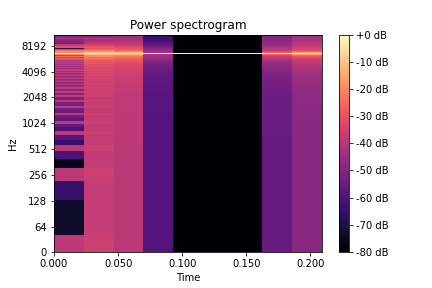 Power spectrogram
8192
4096
2048
1024
512
256
128
64
0
Hz
0.000 0.050 0.100 0.150 0.200
Time
+0 dB
-10 dB
-20 dB
-30 dB
-40 dB
-50 dB
-60 dB
-70 dB
-80 dB